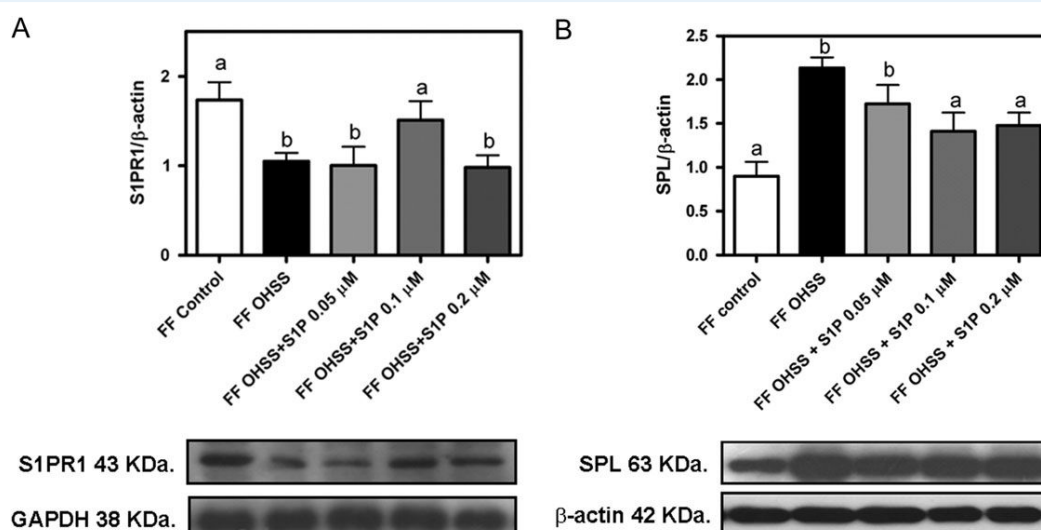 A
S1PR1/β-actin
2
1
0
a
b
b
a
b
FF Control
FF OHSS
FF OHSS+S1P 0.05 μM
FF OHSS+S1P 0.1 μM
FF OHSS+S1P 0.2 μM
S1PR1 43 KDa.
GAPDH 38 KDa.
B
SPL/β-actin
2.5
2.0
1.5
1.0
0.5
0.0
a
b
b
a
a
FF control
FF OHSS
FF OHSS + S1P 0.05 μM
FF OHSS + S1P 0.1 μM
FF OHSS + S1P 0.2 μM
SPL 63 KDa.
β-actin 42 KDa.